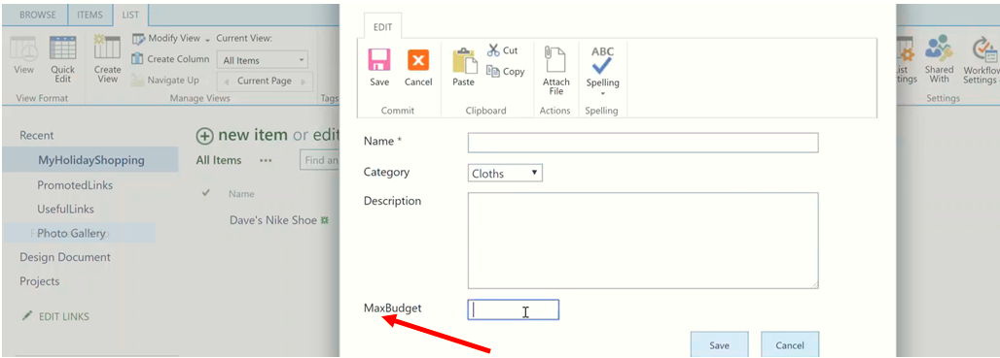 BROWSE ITEMS LIST
View
Quick
Edit
View Format
Create
View
Modify View
Create Column
Navigate Up
Current View:
All Items
Current Page
Manage Views
Tags
Recent
MyHolidayShopping
PromotedLinks
UsefulLinks
Photo Gallery
Design Document
Projects
EDIT LINKS
new item or edit
All Items ••• Find an
Name
Dave's Nike Shoe
EDIT
Save
Cancel
Commit
Paste
Cut
Copy
Clipboard
Attach
File
Actions
ABC
Spelling
Spelling
Name *
Category Cloths
Description
MaxBudget
Save Cancel
Shared
With
Workflow
Settings
Settings